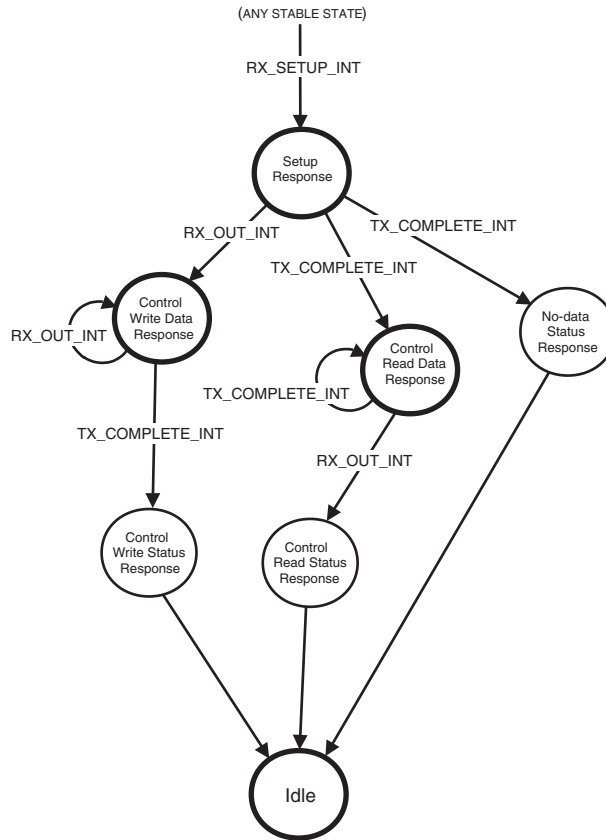 (ANY STABLE STATE)
RX_SETUP_INT
Setup
Response
RX_OUT_INT
TX_COMPLETE_INT
TX_COMPLETE_INT
Control
Write Data
Response
RX_OUT_INT
No-data
Status
Response
Control
Read Data
Response
TX_COMPLETE_INT
TX_COMPLETE_INT
RX_OUT_INT
Control
Write Status
Response
Control
Read Status
Response
Idle